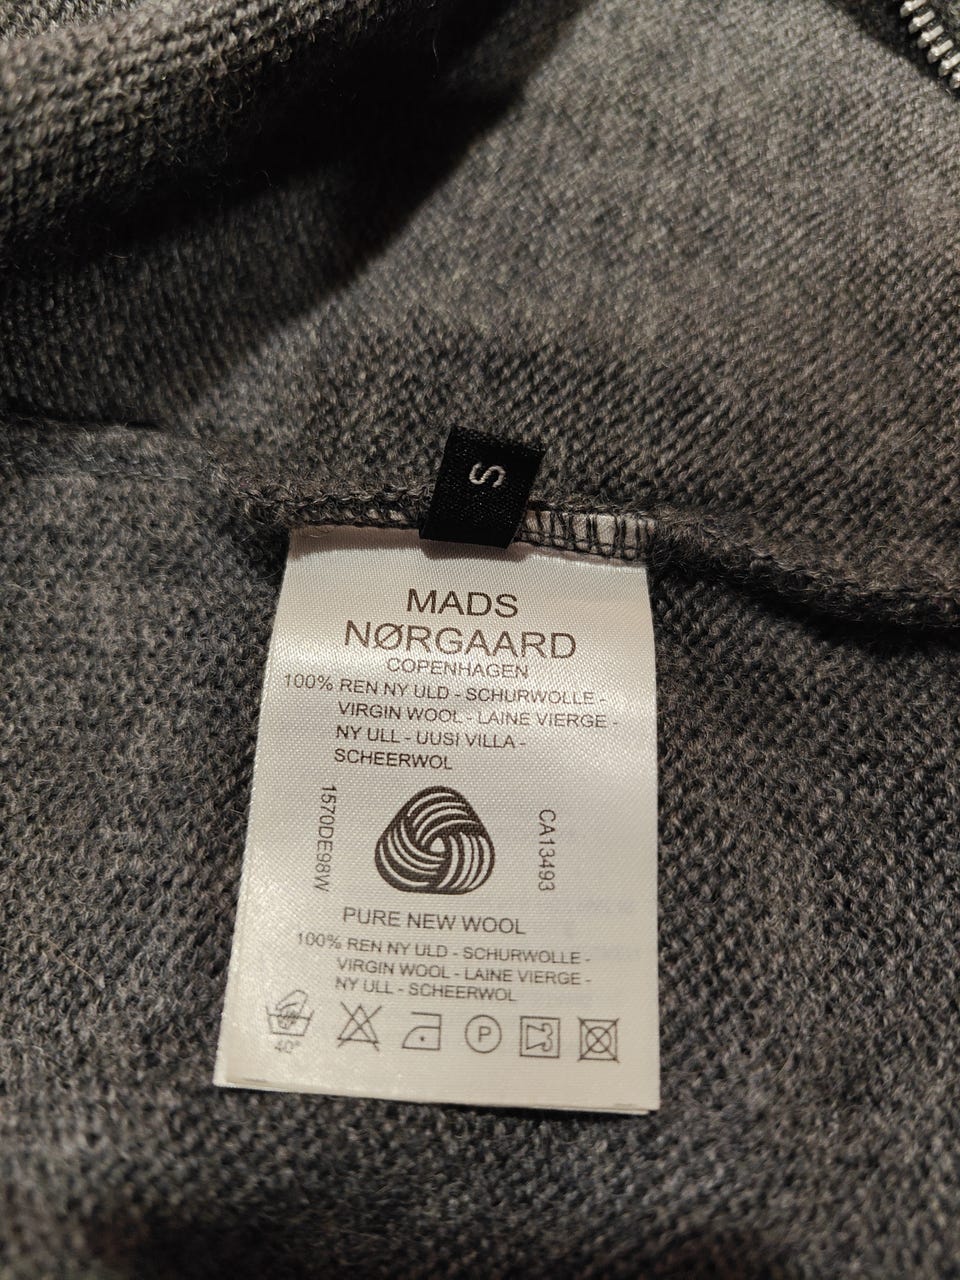 S
MADS
NØRGAARD
COPENHAGEN
100% REN NY ULD - SCHURWOLLE -
VIRGIN WOOL - LAINE VIERGE -
NY ULL - UUSI VILLA -
SCHEERWOL
1570DE98W
CA13493
PURE NEW WOOL
100% REN NY ULD - SCHURWOLLE -
VIRGIN WOOL - LAINE VIERGE -
NY ULL - SCHEERWOL
40°
P